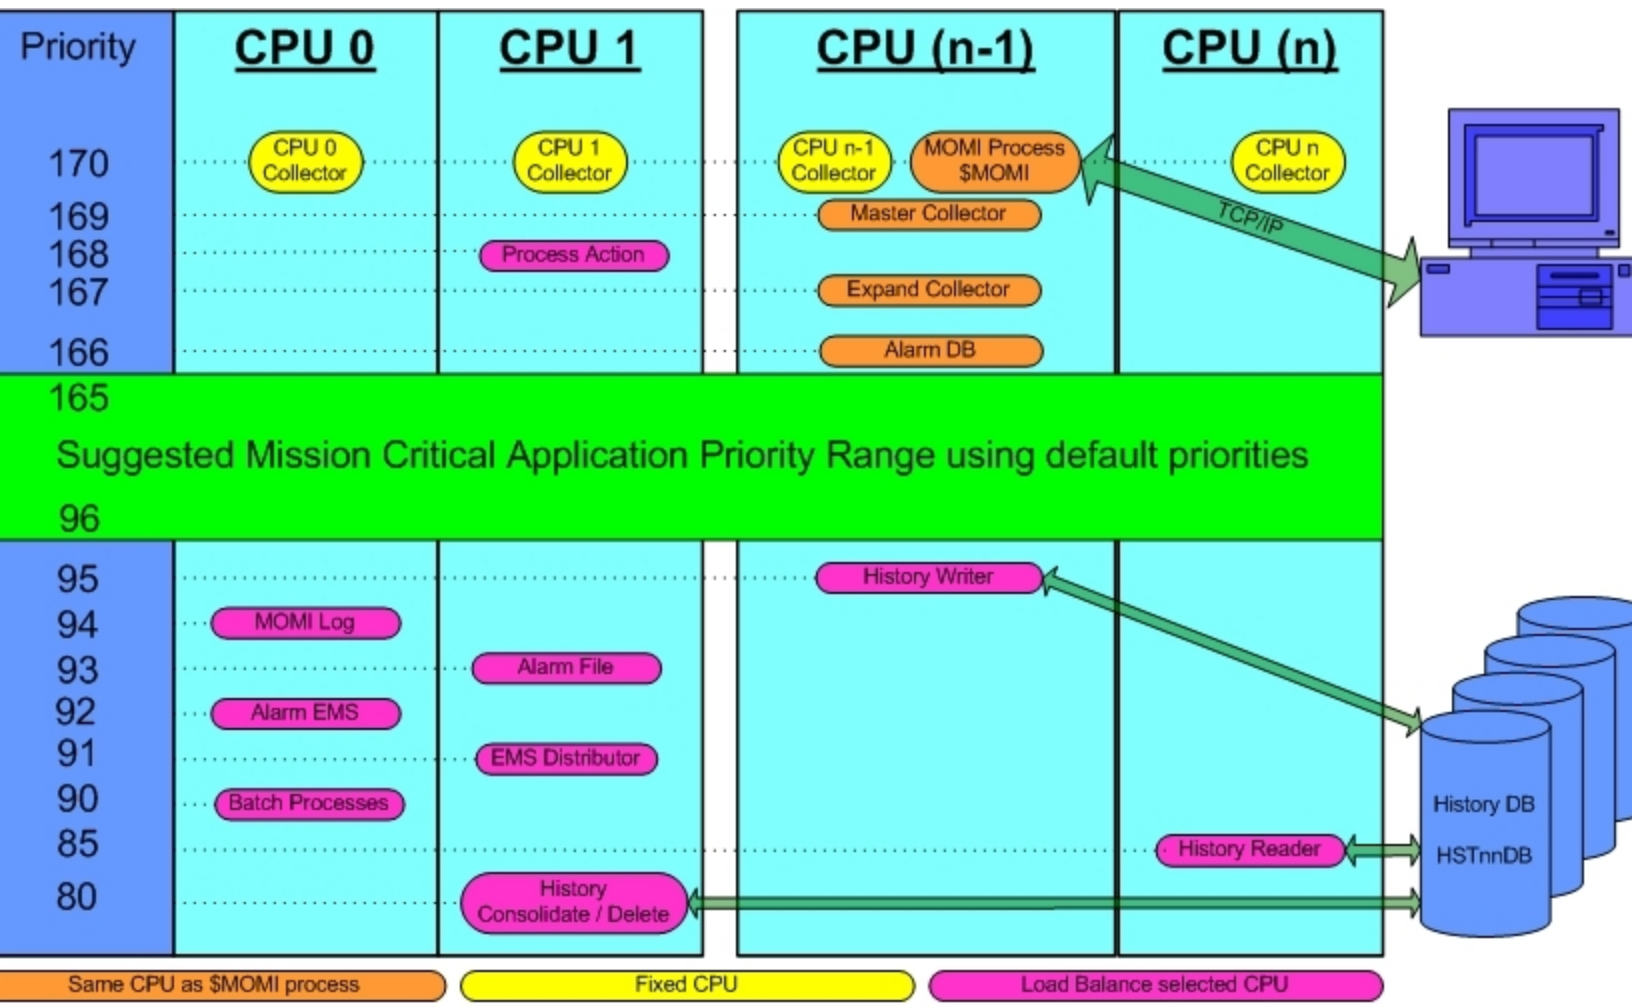 Priority CPU 0 CPU 1 CPU (n-1) CPU (n)
170 CPU 0 Collector CPU 1 Collector CPU n-1 Collector MOMI Process $MOMI CPU n Collector
169 Master Collector
TCP/IP
168 Process Action
167 Expand Collector
166 Alarm DB
165
Suggested Mission Critical Application Priority Range using default priorities
96
95 History Writer
94 MOMI Log
93 Alarm File
92 Alarm EMS
91 EMS Distributor
90 Batch Processes
History DB
85 History Reader
HSTnnDB
80 History Consolidate / Delete
Same CPU as $MOMI process Fixed CPU Load Balance selected CPU